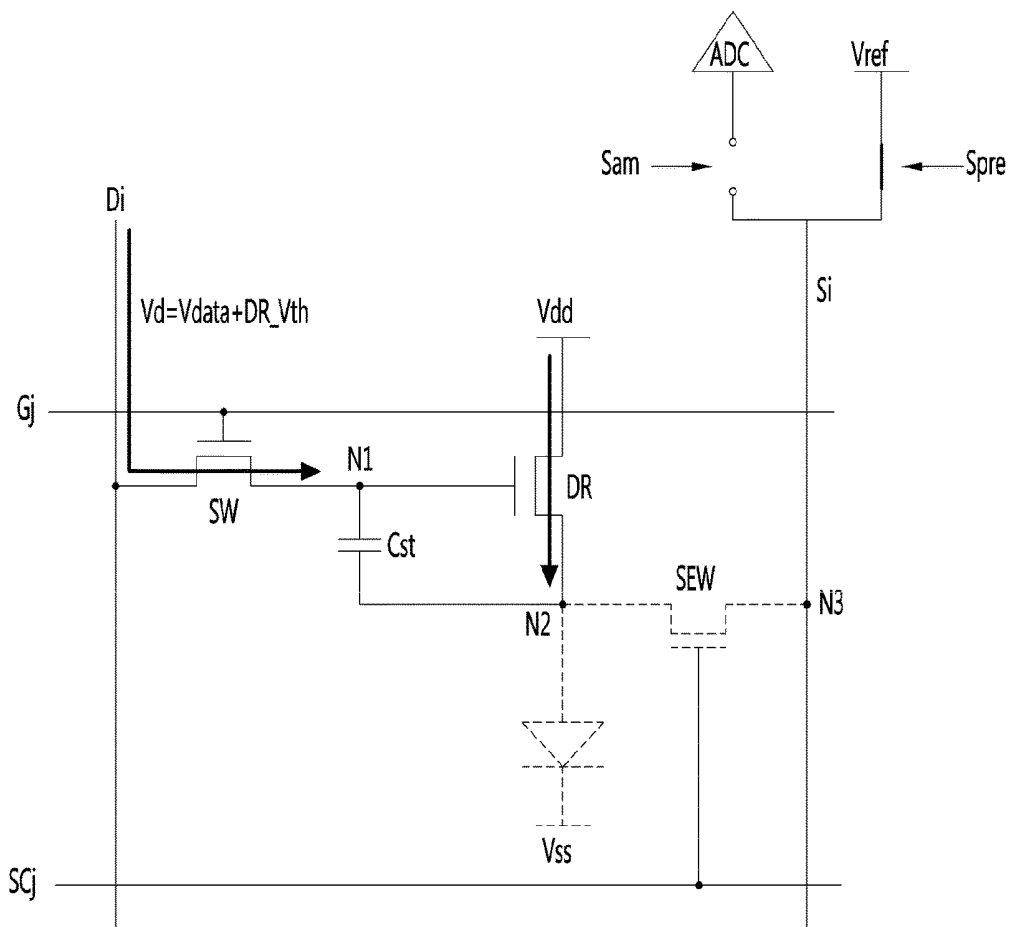 ADC
Vref
Sam
Spre
Di
Si
Vd=Vdata+DR_Vth
Vdd
Gj
N1
DR
SW
Cst
SEW
N2
N3
Vss
SCj